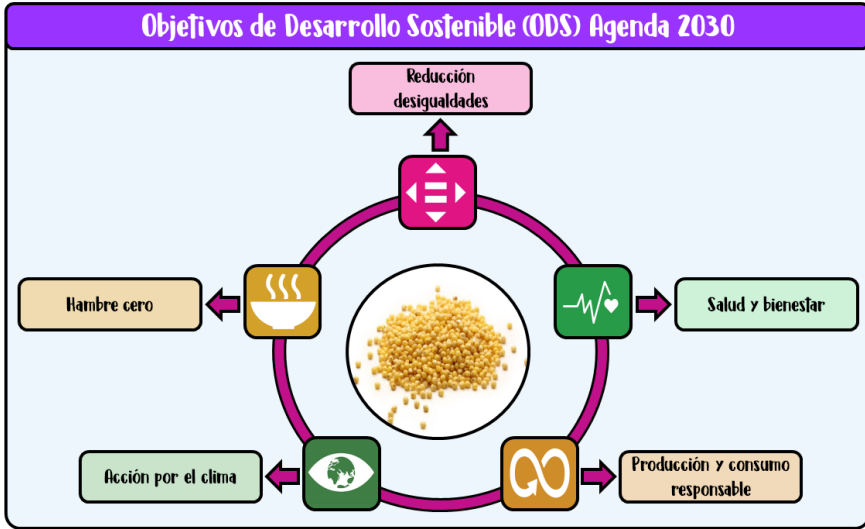 Objetivos de Desarrollo Sostenible (ODS) Agenda 2030
Reducción
desigualdades
Hambre cero
Salud y bienestar
Acción por el clima
Producción y consumo
responsable